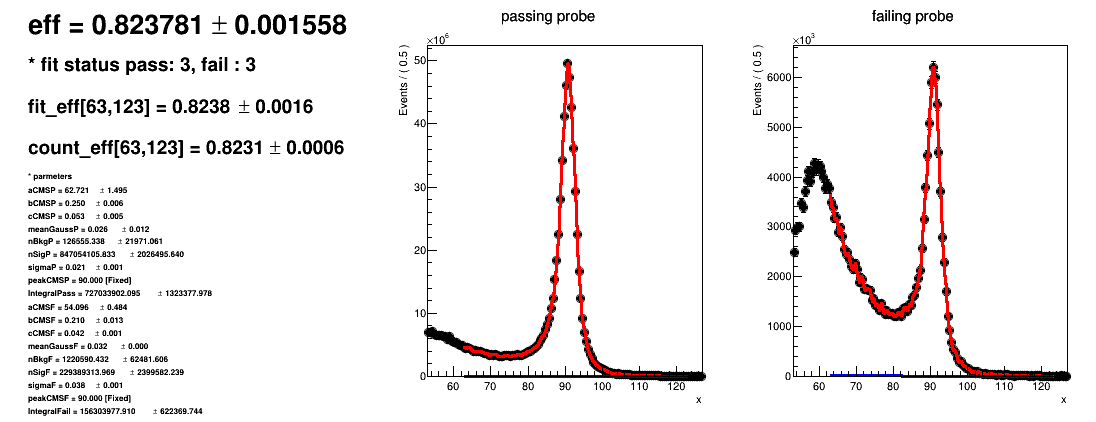 eff = 0.823781 ± 0.001558
* fit status pass: 3, fail : 3
fit_eff[63,123] = 0.8238 ± 0.0016
count_eff[63,123] = 0.8231 ± 0.0006
* parmeters
aCMSP = 62.721 ± 1.495
bCMSP = 0.250 ± 0.006
cCMSP = 0.053 ± 0.005
meanGaussP = 0.026 ± 0.012
nBkgP = 126555.338 ± 21971.061
nSigP = 847054105.833 ± 2026495.640
sigmaP = 0.021 ± 0.001
peakCMSP = 90.000 [Fixed]
IntegralPass = 727033902.095 ± 1323377.978
aCMSF = 54.096 ± 0.484
bCMSF = 0.210 ± 0.013
cCMSF = 0.042 ± 0.001
meanGaussF = 0.032 ± 0.000
nBkgF = 1220590.432 ± 62481.606
nSigF = 229389313.969 ± 2399582.239
sigmaF = 0.038 ± 0.001
peakCMSF = 90.000 [Fixed]
IntegralFail = 156303977.910 ± 622369.744
passing probe
×10⁶
Events / ( 0.5 )
50
40
30
20
10
0
60 70 80 90 100 110 120
x
failing probe
×10³
Events / ( 0.5 )
6000
5000
4000
3000
2000
1000
0
60 70 80 90 100 110 120
x